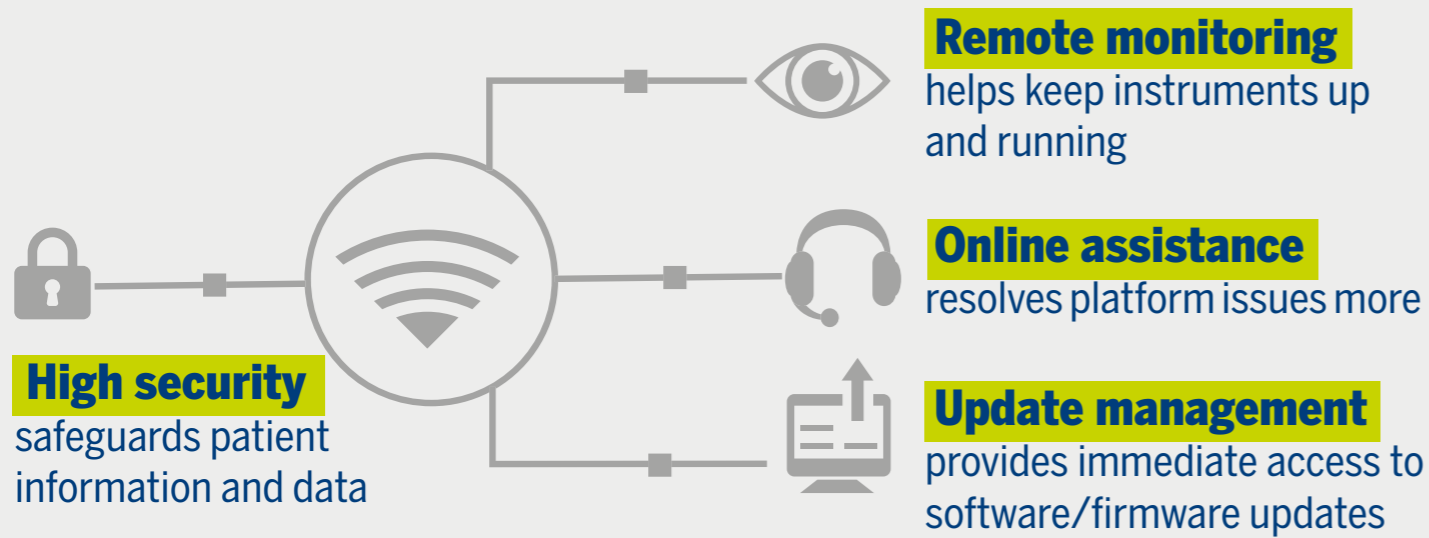 Remote monitoring
helps keep instruments up
and running
Online assistance
resolves platform issues more
High security
safeguards patient
information and data
Update management
provides immediate access to
software/firmware updates